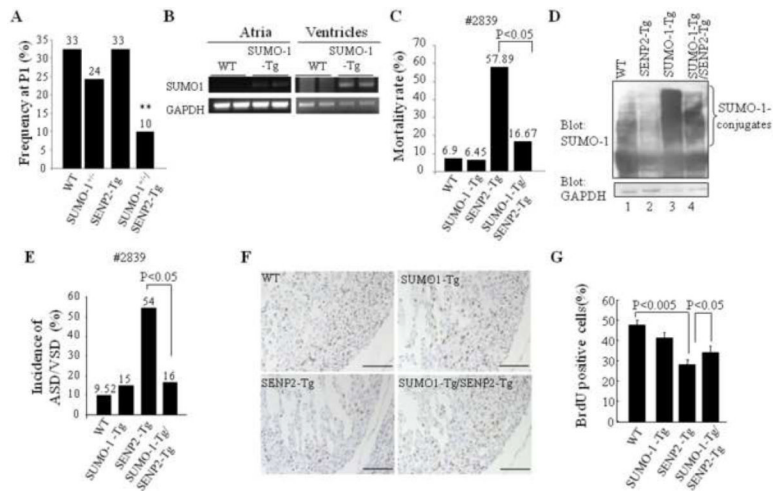 A
Frequency at P1 (%)
35
30
25
20
15
10
5
0
33
24
33
**
10
WT
SUMO-1+/-
SENP2-Tg
SUMO-1+/-/
SENP2-Tg
B
Atria
Ventricles
WT
SUMO-1
-Tg
WT
SUMO-1
-Tg
SUMO1
GAPDH
C
#2839
P<0.05
Mortality rate (%)
60
50
40
30
20
10
0
6.9
6.45
57.89
16.67
WT
SUMO-1-Tg
SENP2-Tg
SUMO-1-Tg/
SENP2-Tg
D
WT
SENP2-Tg
SUMO-1-Tg
SUMO-1-Tg
/SENP2-Tg
Blot:
SUMO-1
SUMO-1-
conjugates
Blot:
GAPDH
1 2 3 4
E
#2839
P<0.05
Incidence of
ASD/VSD (%)
60
50
40
30
20
10
0
9.52
15
54
16
WT
SUMO-1-Tg
SENP2-Tg
SUMO-1-Tg/
SENP2-Tg
F
WT
SUMO1-Tg
SENP2-Tg
SUMO1-Tg/SENP2-Tg
G
BrdU positive cells(%)
P<0.005
P<0.05
60
50
40
30
20
10
0
WT
SUMO-1-Tg
SENP2-Tg
SUMO-1-Tg/
SENP2-Tg